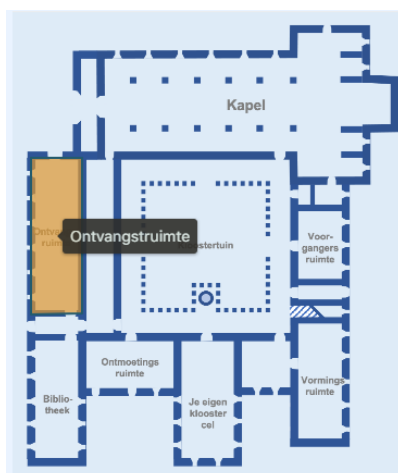 Kapel
Ontvangstruimte
Voor-
gangers
ruimte
Ontmoetings
ruimte
Biblio-
theek
Je eigen
klooster
cel
Vormings
ruimte